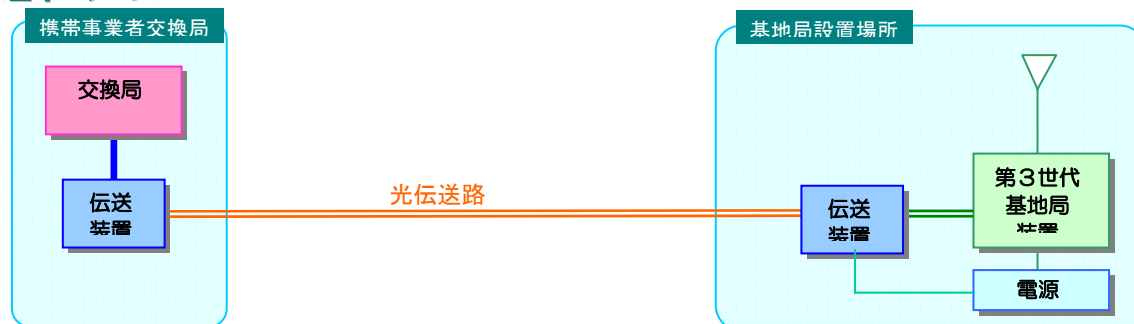 携帯事業者交換局
基地局設置場所
交換局
伝送
装置
光伝送路
伝送
装置
第３世代
基地局
装置
電源